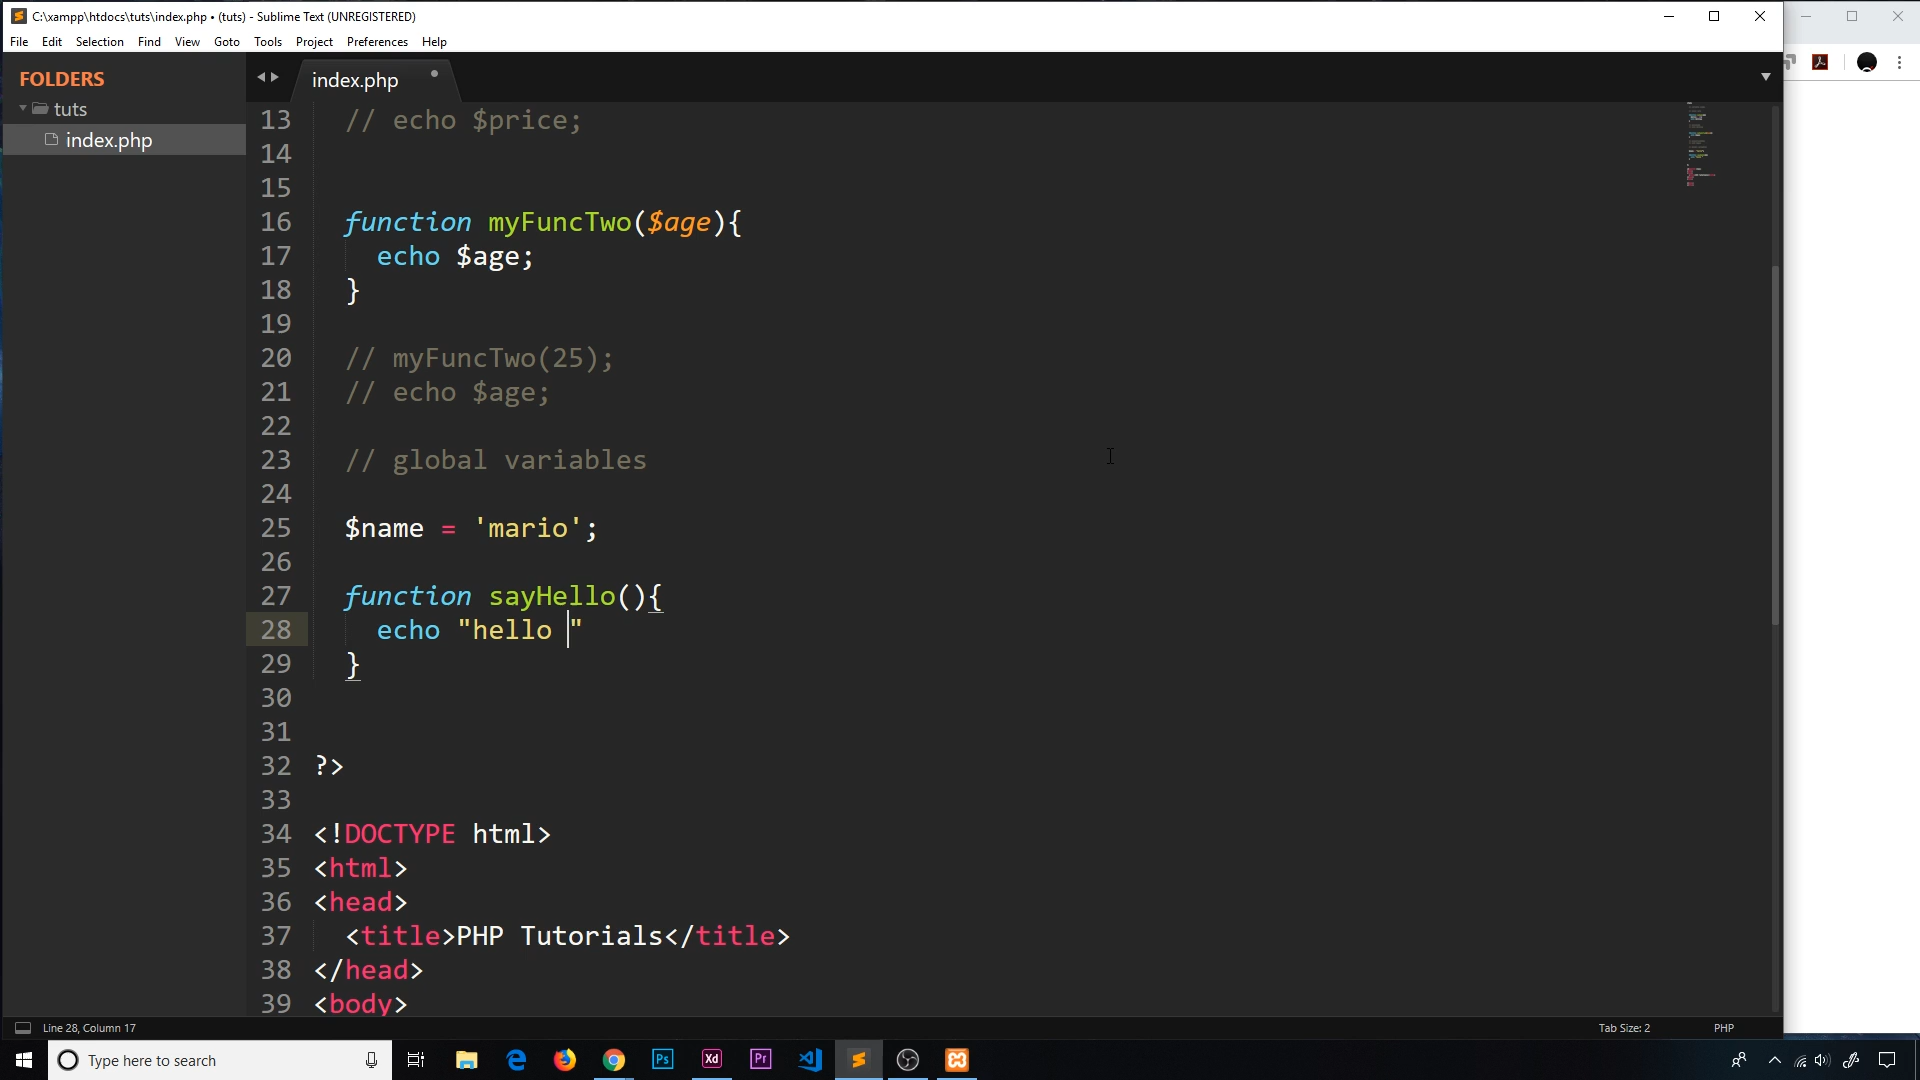 C:\xampp\htdocs\tuts\index.php • (tuts) - Sublime Text (UNREGISTERED)
File Edit Selection Find View Goto Tools Project Preferences Help
FOLDERS
tuts
index.php
index.php
13 // echo $price;
14
15
16 function myFuncTwo($age){
17 echo $age;
18 }
19
20 // myFuncTwo(25);
21 // echo $age;
22
23 // global variables
24
25 $name = 'mario';
26
27 function sayHello(){
28 echo "hello "
29 }
30
31
32 ?>
33
34 <!DOCTYPE html>
35 <html>
36 <head>
37 <title>PHP Tutorials</title>
38 </head>
39 <body>
Line 28, Column 17
Tab Size: 2
PHP
Type here to search
Ps
Xd
Pr